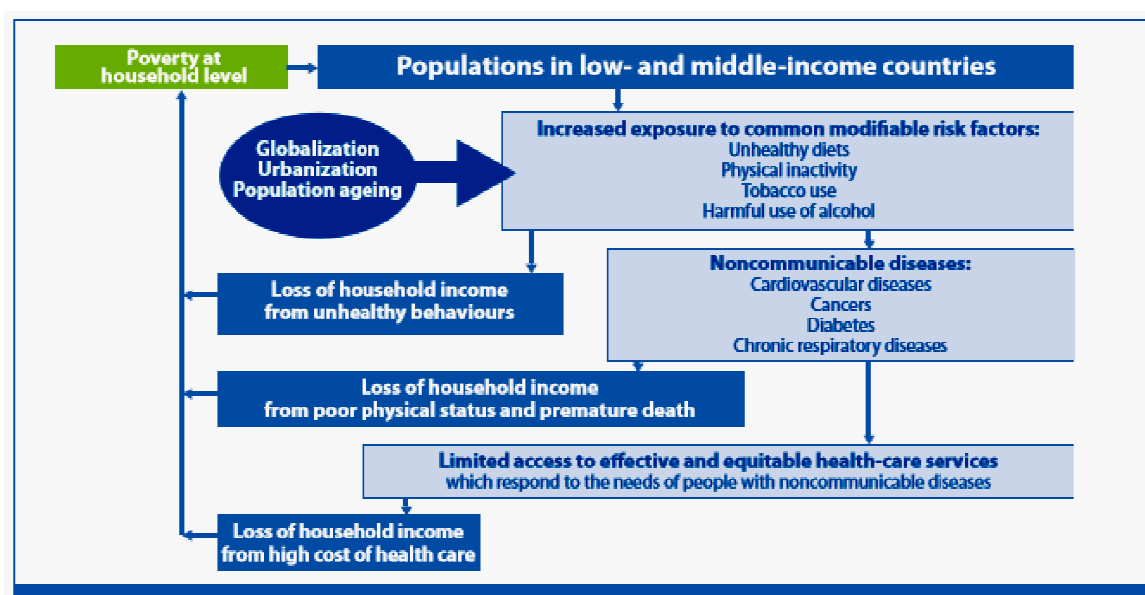 Poverty at
household level
Populations in low- and middle-income countries
Globalization
Urbanization
Population ageing
Increased exposure to common modifiable risk factors:
Unhealthy diets
Physical inactivity
Tobacco use
Harmful use of alcohol
Noncommunicable diseases:
Cardiovascular diseases
Cancers
Diabetes
Chronic respiratory diseases
Loss of household income
from unhealthy behaviours
Loss of household income
from poor physical status and premature death
Limited access to effective and equitable health-care services
which respond to the needs of people with noncommunicable diseases
Loss of household income
from high cost of health care